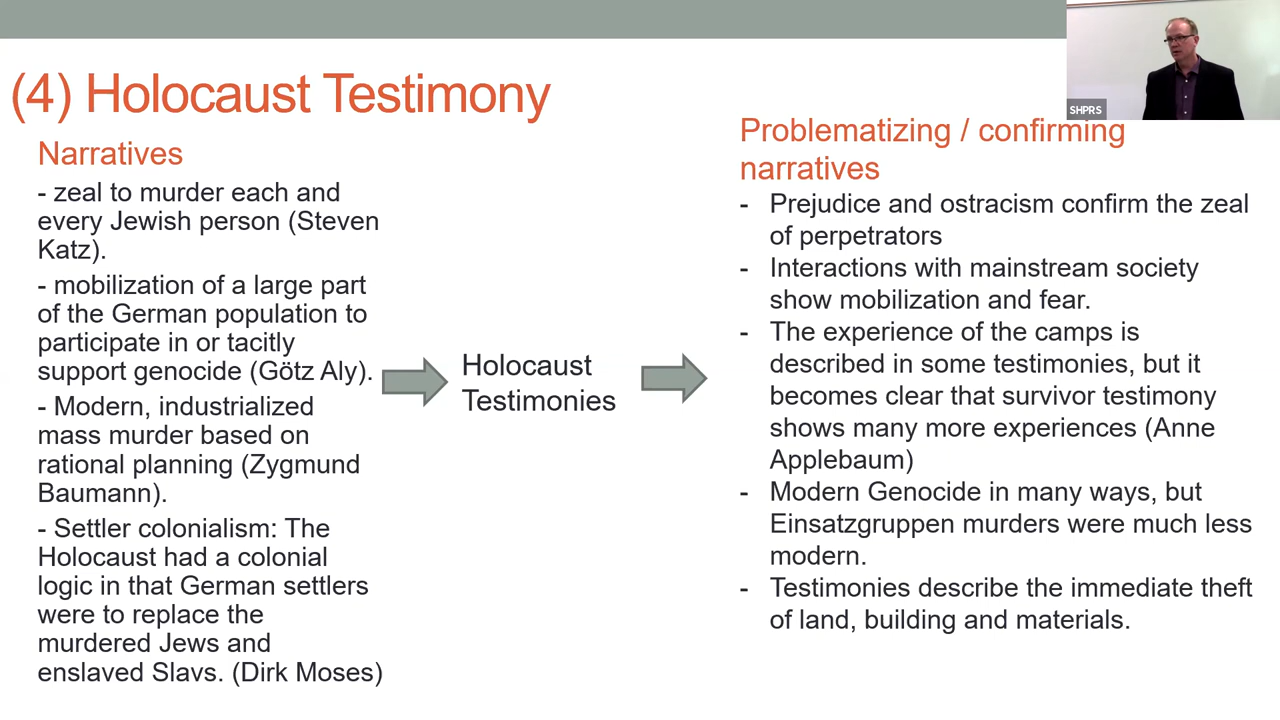 (4) Holocaust Testimony
Narratives
- zeal to murder each and
every Jewish person (Steven
Katz).
- mobilization of a large part
of the German population to
participate in or tacitly
support genocide (Götz Aly).
- Modern, industrialized
mass murder based on
rational planning (Zygmund
Baumann).
- Settler colonialism: The
Holocaust had a colonial
logic in that German settlers
were to replace the
murdered Jews and
enslaved Slavs. (Dirk Moses)
Holocaust
Testimonies
SHPRS
Problematizing / confirming
narratives
- Prejudice and ostracism confirm the zeal
of perpetrators
- Interactions with mainstream society
show mobilization and fear.
- The experience of the camps is
described in some testimonies, but it
becomes clear that survivor testimony
shows many more experiences (Anne
Applebaum)
- Modern Genocide in many ways, but
Einsatzgruppen murders were much less
modern.
- Testimonies describe the immediate theft
of land, building and materials.